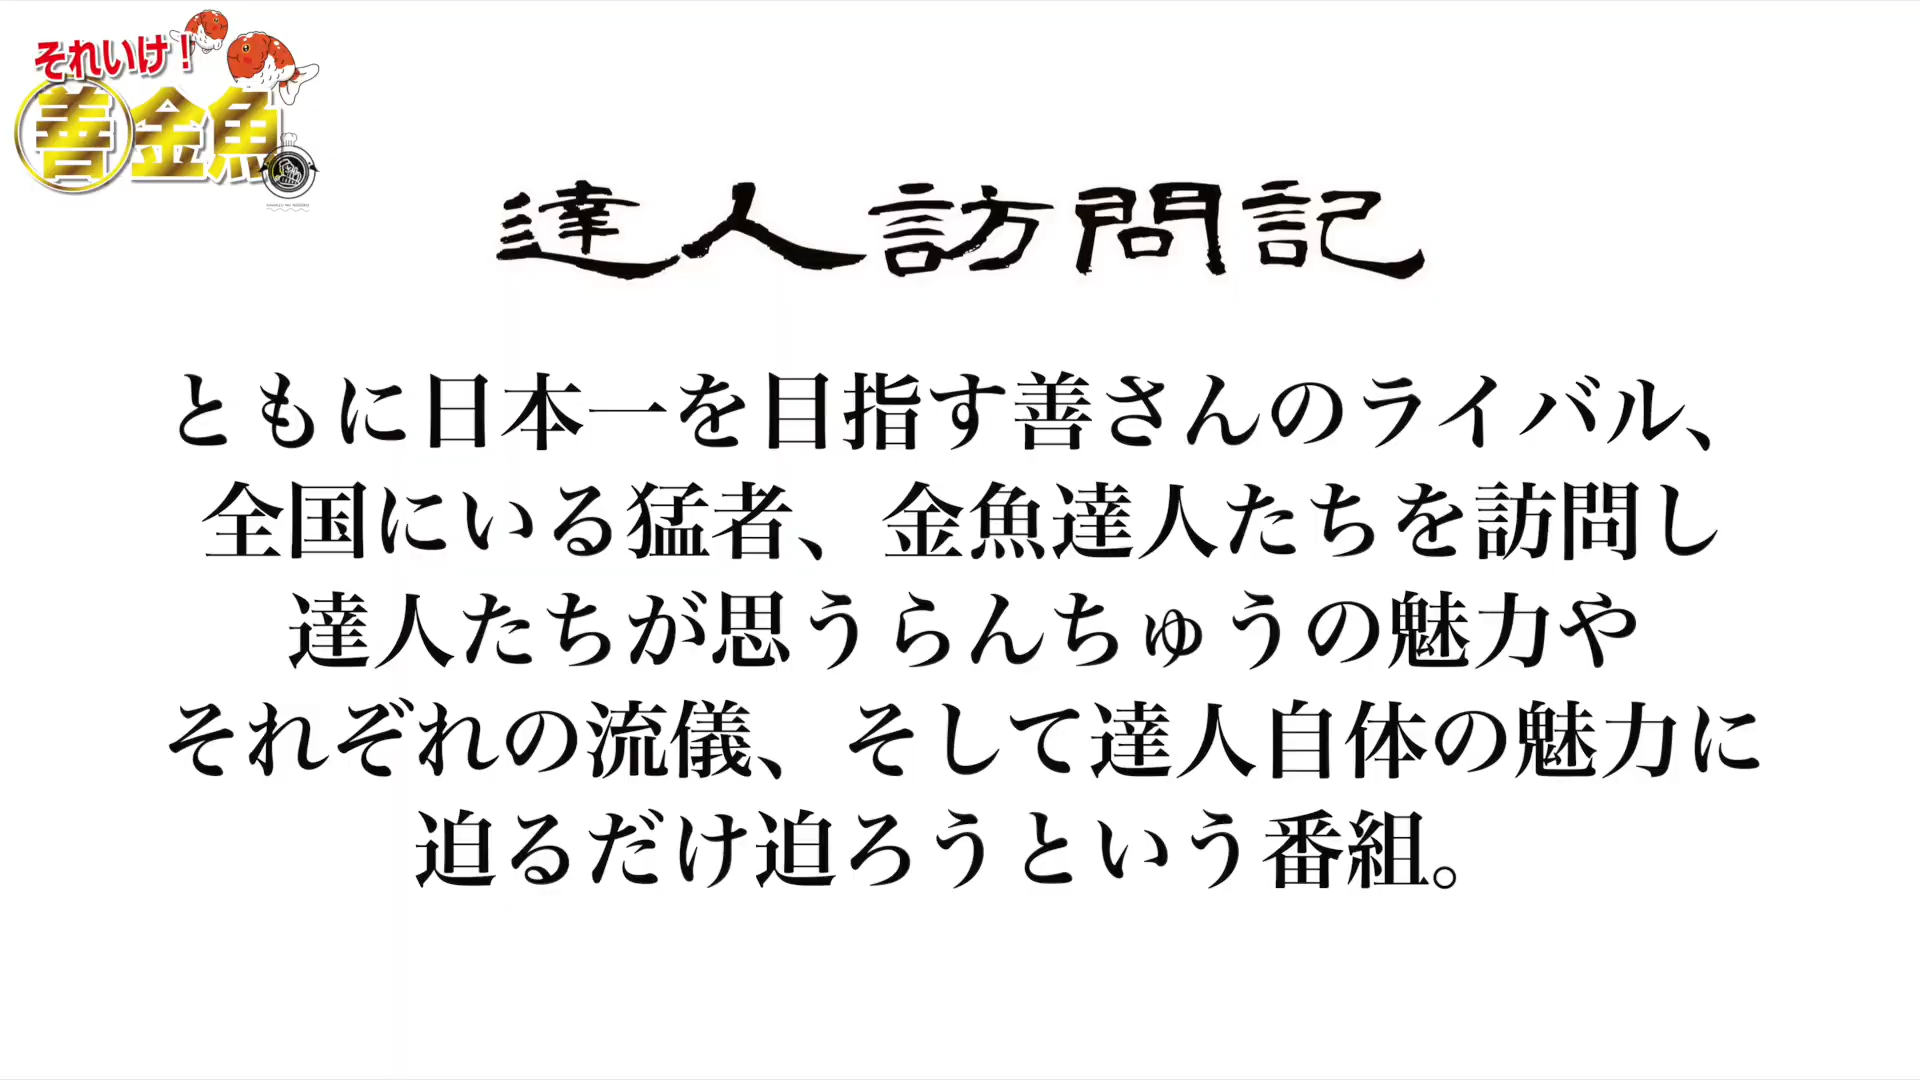 それいけ！
善金魚
達人訪問記
ともに日本一を目指す善さんのライバル、
全国にいる猛者、金魚達人たちを訪問し
達人たちが思うらんちゅうの魅力や
それぞれの流儀、そして達人自体の魅力に
迫るだけ迫ろうという番組。